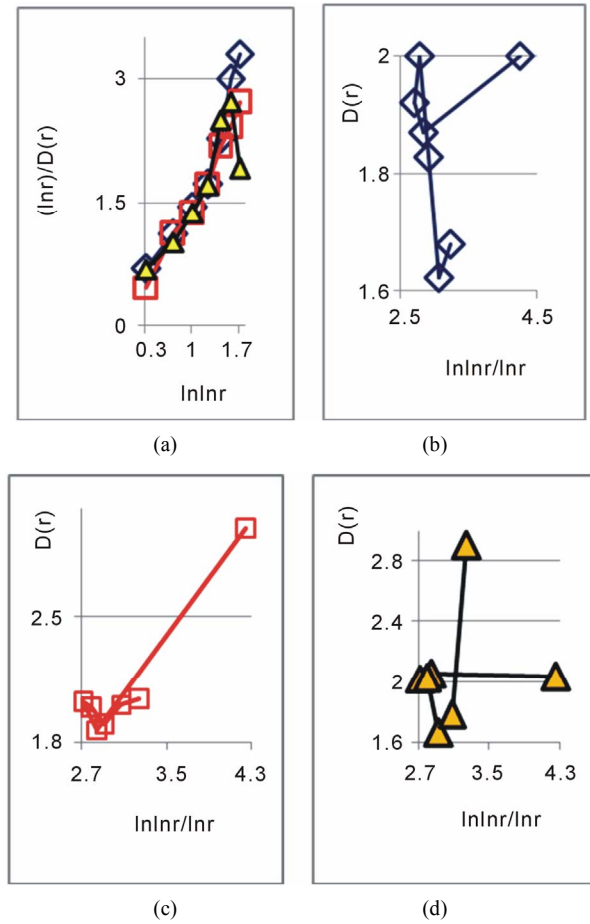 (lnr)/D(r)
3
1.5
0
0.3 1 1.7
lnlnr
(a)
D(r)
2
1.8
1.6
2.5 4.5
lnlnr/lnr
(b)
D(r)
2.5
1.8
2.7 3.5 4.3
lnlnr/lnr
(c)
D(r)
2.8
2.4
2
1.6
2.7 3.5 4.3
lnlnr/lnr
(d)